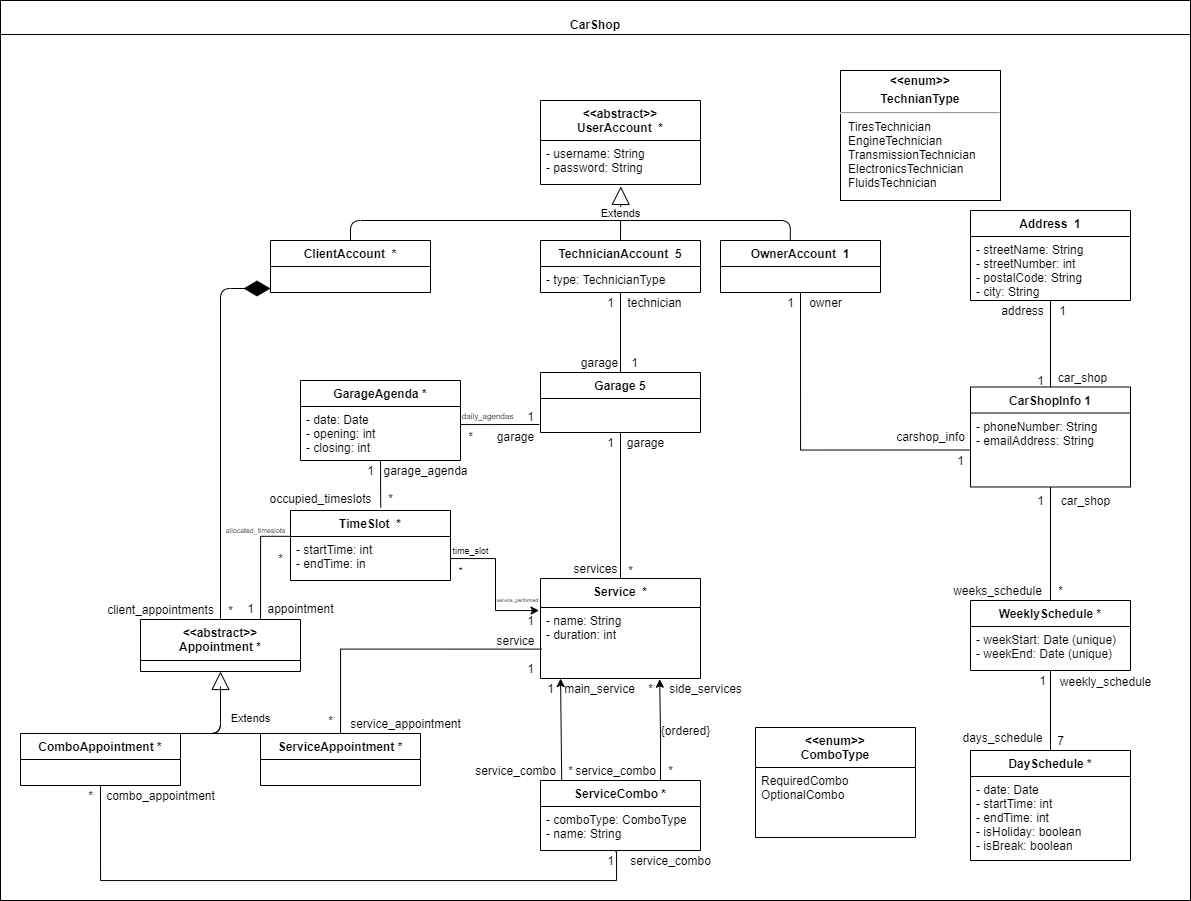 CarShop
<<enum>>
TechnianType
TiresTechnician
EngineTechnician
TransmissionTechnician
ElectronicsTechnician
FluidsTechnician
<<abstract>>
UserAccount *
- username: String
- password: String
Extends
ClientAccount *
TechnicianAccount 5
- type: TechnicianType
OwnerAccount 1
Address 1
- streetName: String
- streetNumber: int
- postalCode: String
- city: String
1 technician
1 owner
address 1
garage 1
1 car_shop
Garage 5
GarageAgenda *
- date: Date
- opening: int
- closing: int
daily_agendas 1
* garage
CarShopInfo 1
- phoneNumber: String
- emailAddress: String
carshop_info
1
1 garage
1 garage_agenda
occupied_timeslots *
1 car_shop
TimeSlot *
- startTime: int
- endTime: in
allocated_timeslots
*
time_slot
*
services *
Service *
- name: String
- duration: int
service_performed
1
client_appointments * 1 appointment
<<abstract>>
Appointment *
service
1
weeks_schedule *
WeeklySchedule *
- weekStart: Date (unique)
- weekEnd: Date (unique)
1 weekly_schedule
1 main_service * side_services
Extends
* service_appointment
{ordered}
ComboAppointment *
ServiceAppointment *
service_combo * service_combo *
<<enum>>
ComboType
RequiredCombo
OptionalCombo
days_schedule 7
DaySchedule *
- date: Date
- startTime: int
- endTime: int
- isHoliday: boolean
- isBreak: boolean
* combo_appointment
ServiceCombo *
- comboType: ComboType
- name: String
1 service_combo